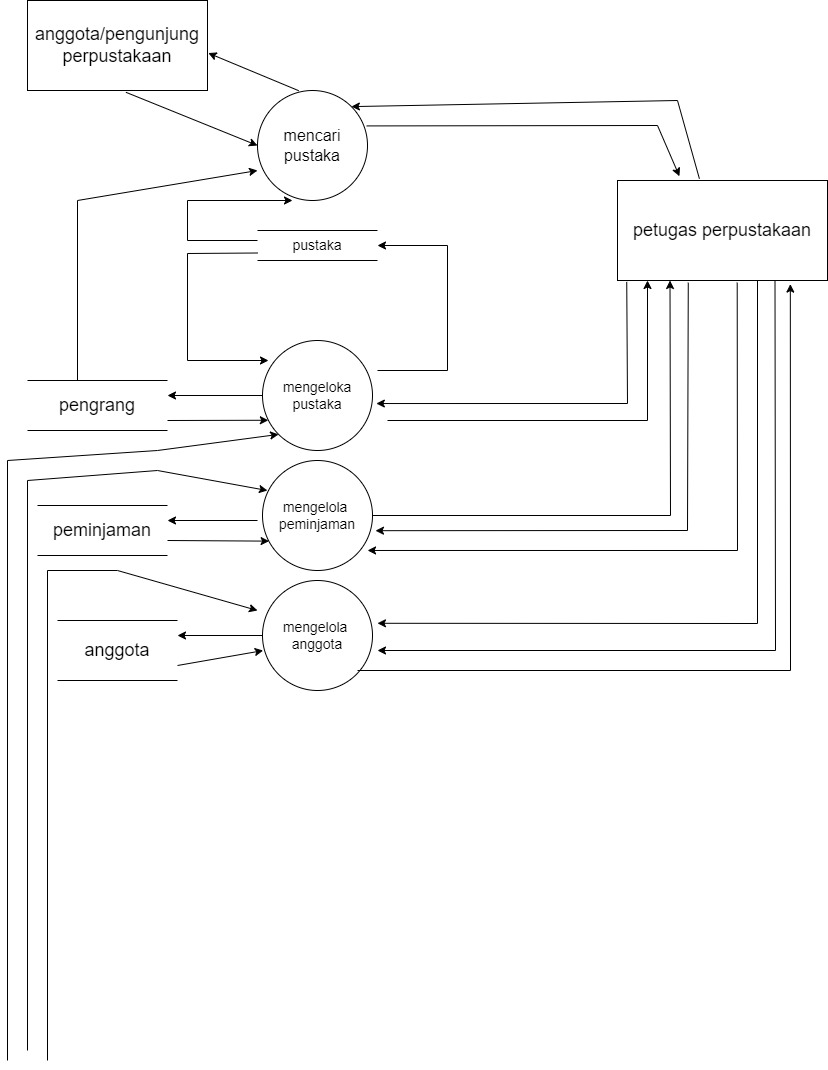 anggota/pengunjung
perpustakaan
mencari
pustaka
petugas perpustakaan
pustaka
mengeloka
pustaka
pengrang
mengelola
peminjaman
peminjaman
mengelola
anggota
anggota